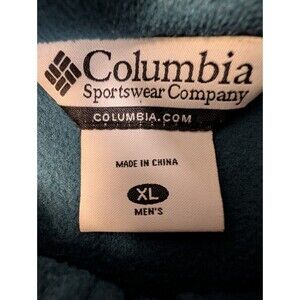 Columbia
Sportswear Company
COLUMBIA.COM
MADE IN CHINA
XL
MEN'S